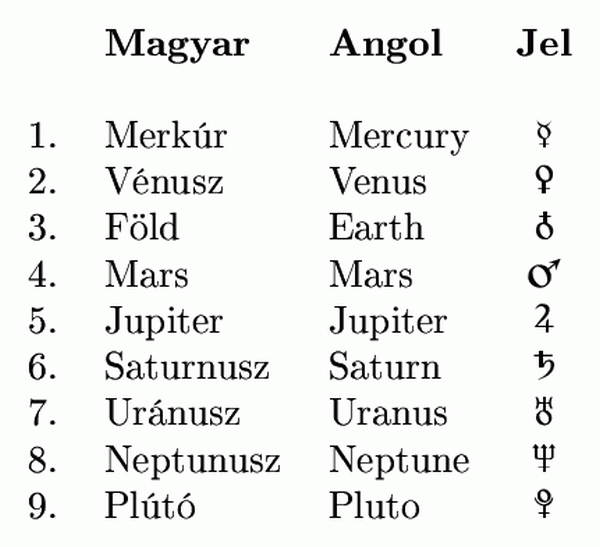 Magyar Angol Jel
1. Merkúr Mercury ☿
2. Vénusz Venus ♀
3. Föld Earth ♁
4. Mars Mars ♂
5. Jupiter Jupiter ♃
6. Saturnusz Saturn ♄
7. Uránusz Uranus ♅
8. Neptunusz Neptune ♆
9. Plútó Pluto ⯓